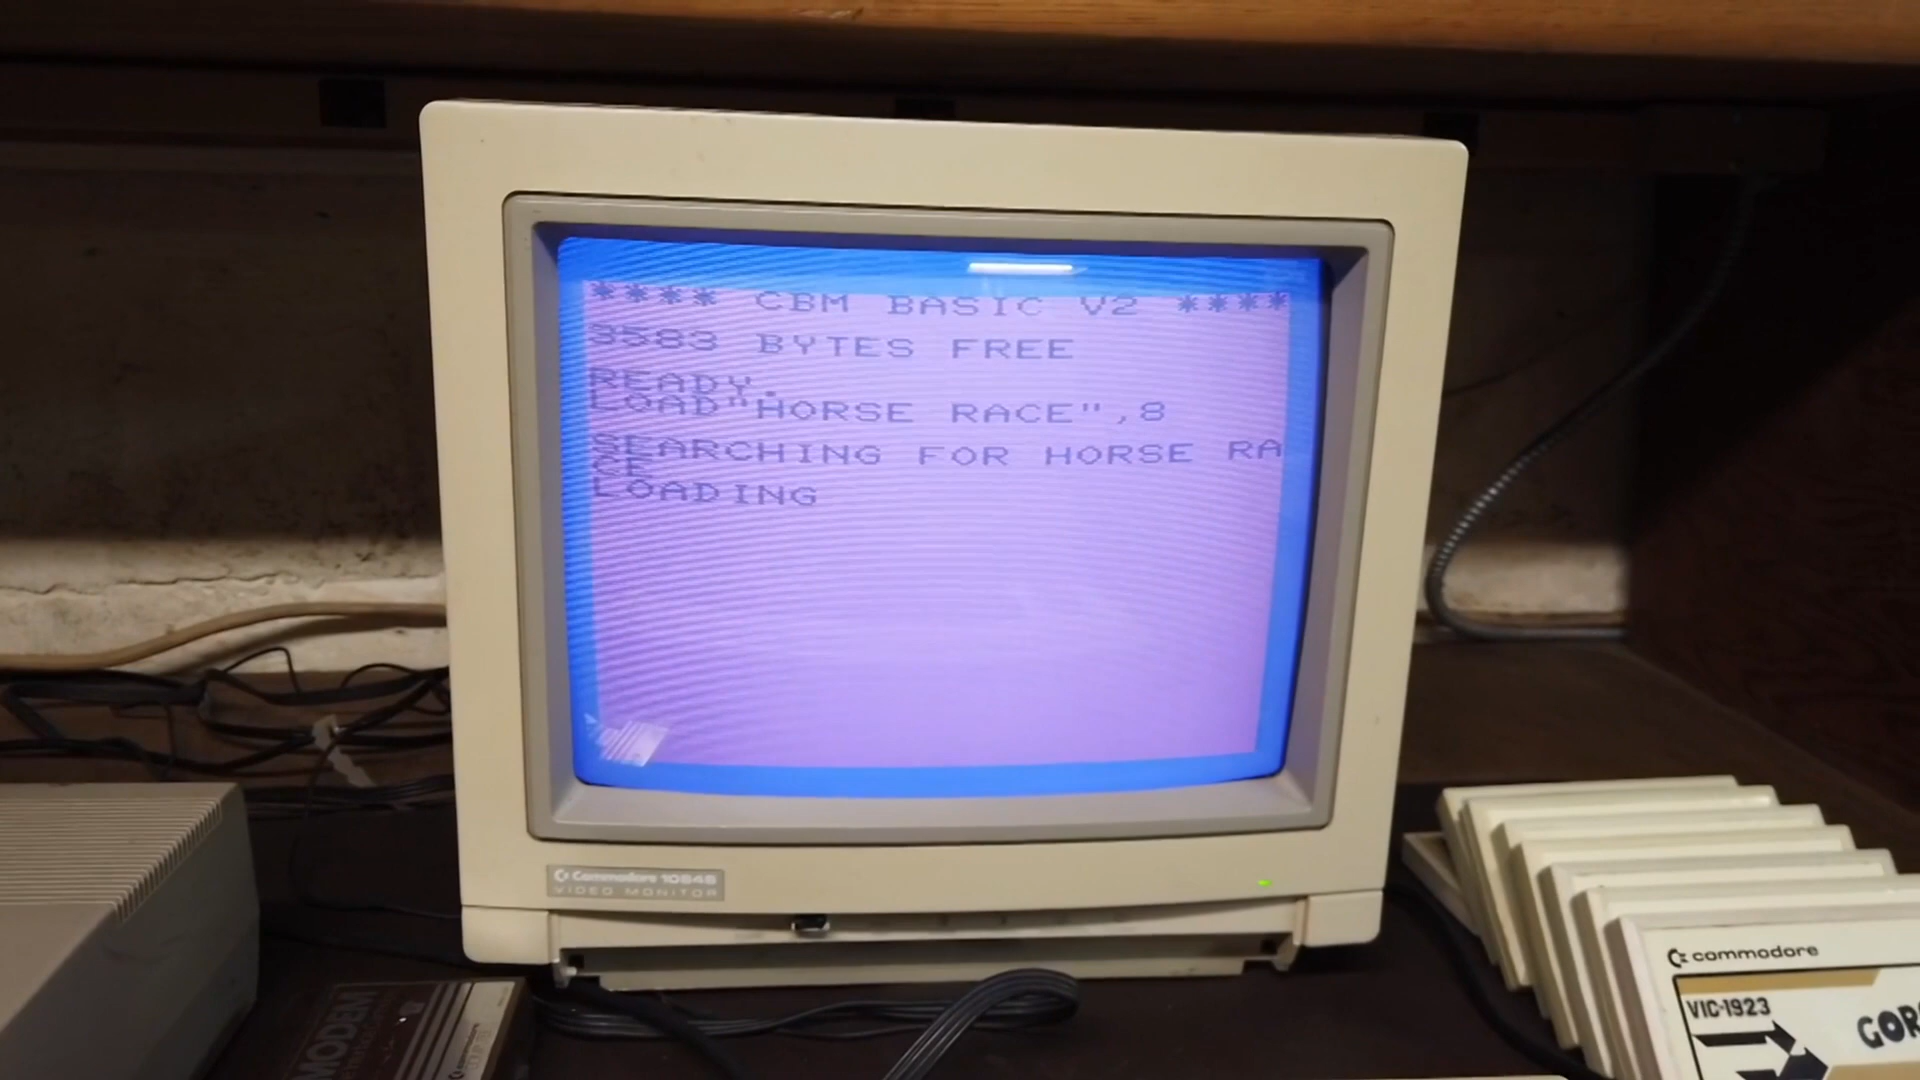 **** CBM BASIC V2 ****
3583 BYTES FREE
READY.
LOAD"HORSE RACE",8
SEARCHING FOR HORSE RA
CE
LOADING
Commodore 1084S
VIDEO MONITOR
MODEM
commodore
VIC-1923